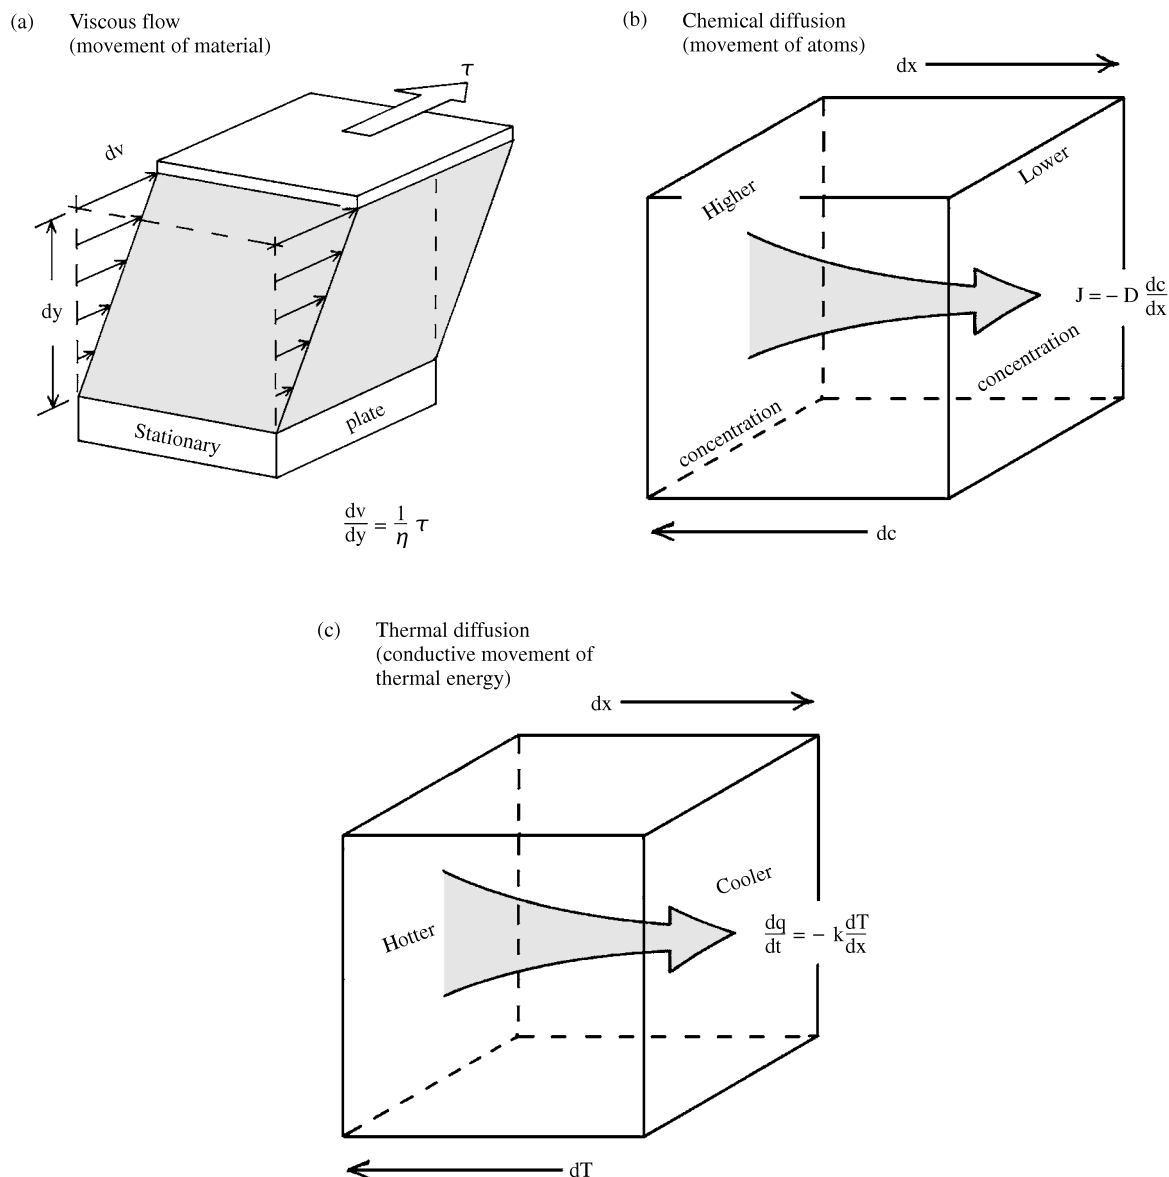 (a) Viscous flow
(movement of material)
τ
dv
dy
Stationary
plate
dv/dy = 1/η τ
(b) Chemical diffusion
(movement of atoms)
dx
Higher
Lower
J = − D dc/dx
concentration
concentration
dc
(c) Thermal diffusion
(conductive movement of
thermal energy)
dx
Hotter
Cooler
dq/dt = − k dT/dx
dT